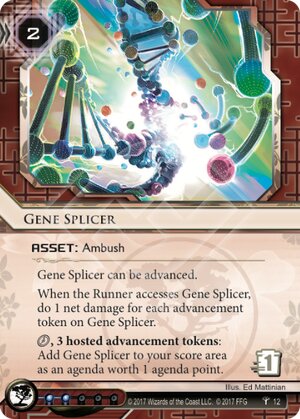 2
GENE SPLICER
ASSET: Ambush
Gene Splicer can be advanced.
When the Runner accesses Gene Splicer,
do 1 net damage for each advancement
token on Gene Splicer.
, 3 hosted advancement tokens:
Add Gene Splicer to your score area
as an agenda worth 1 agenda point.
1
Illus. Ed Mattinian
© 2017 Wizards of the Coast LLC. © 2017 FFG
12